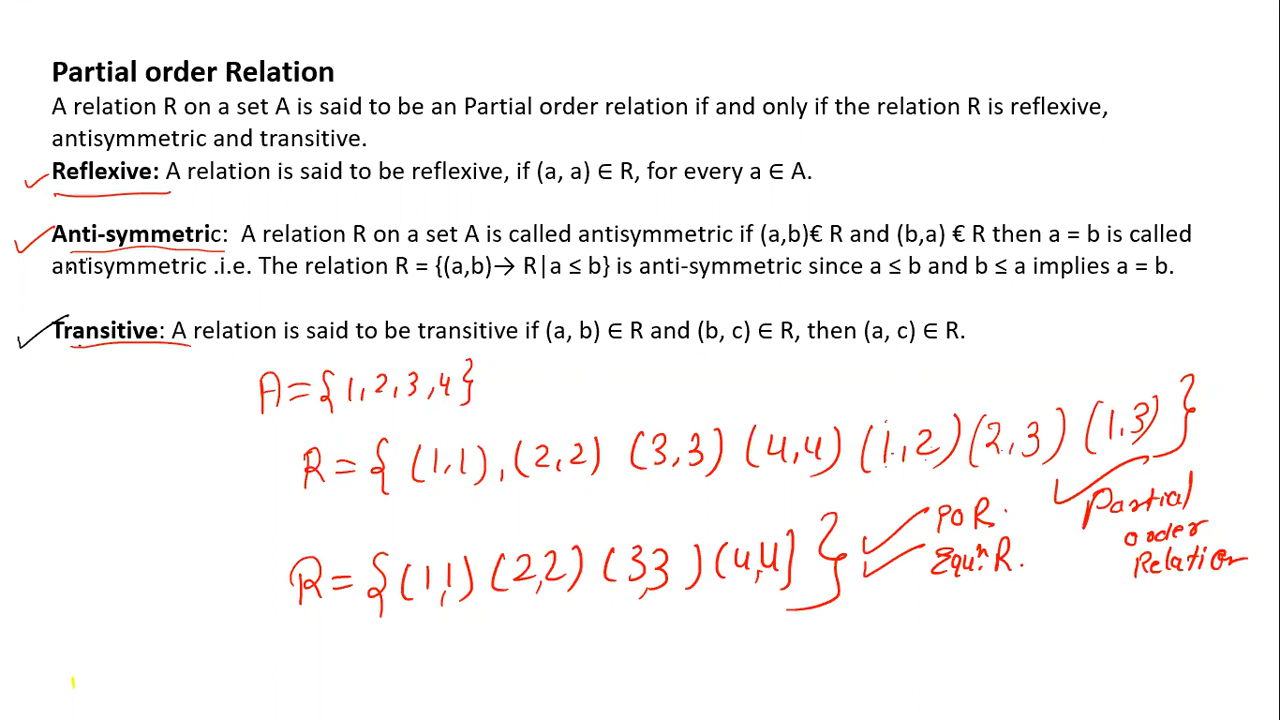 Partial order Relation
A relation R on a set A is said to be an Partial order relation if and only if the relation R is reflexive,
antisymmetric and transitive.
Reflexive: A relation is said to be reflexive, if (a, a) ∈ R, for every a ∈ A.
Anti-symmetric: A relation R on a set A is called antisymmetric if (a,b)€ R and (b,a) € R then a = b is called
antisymmetric .i.e. The relation R = {(a,b)→ R|a ≤ b} is anti-symmetric since a ≤ b and b ≤ a implies a = b.
Transitive: A relation is said to be transitive if (a, b) ∈ R and (b, c) ∈ R, then (a, c) ∈ R.
A={1,2,3,4}
R={(1,1),(2,2) (3,3) (4,4) (1,2)(2,3) (1,3)}
Partial
order
Relation
R={(1,1) (2,2) (3,3) (4,4)}
POR.
Equⁿ.R.